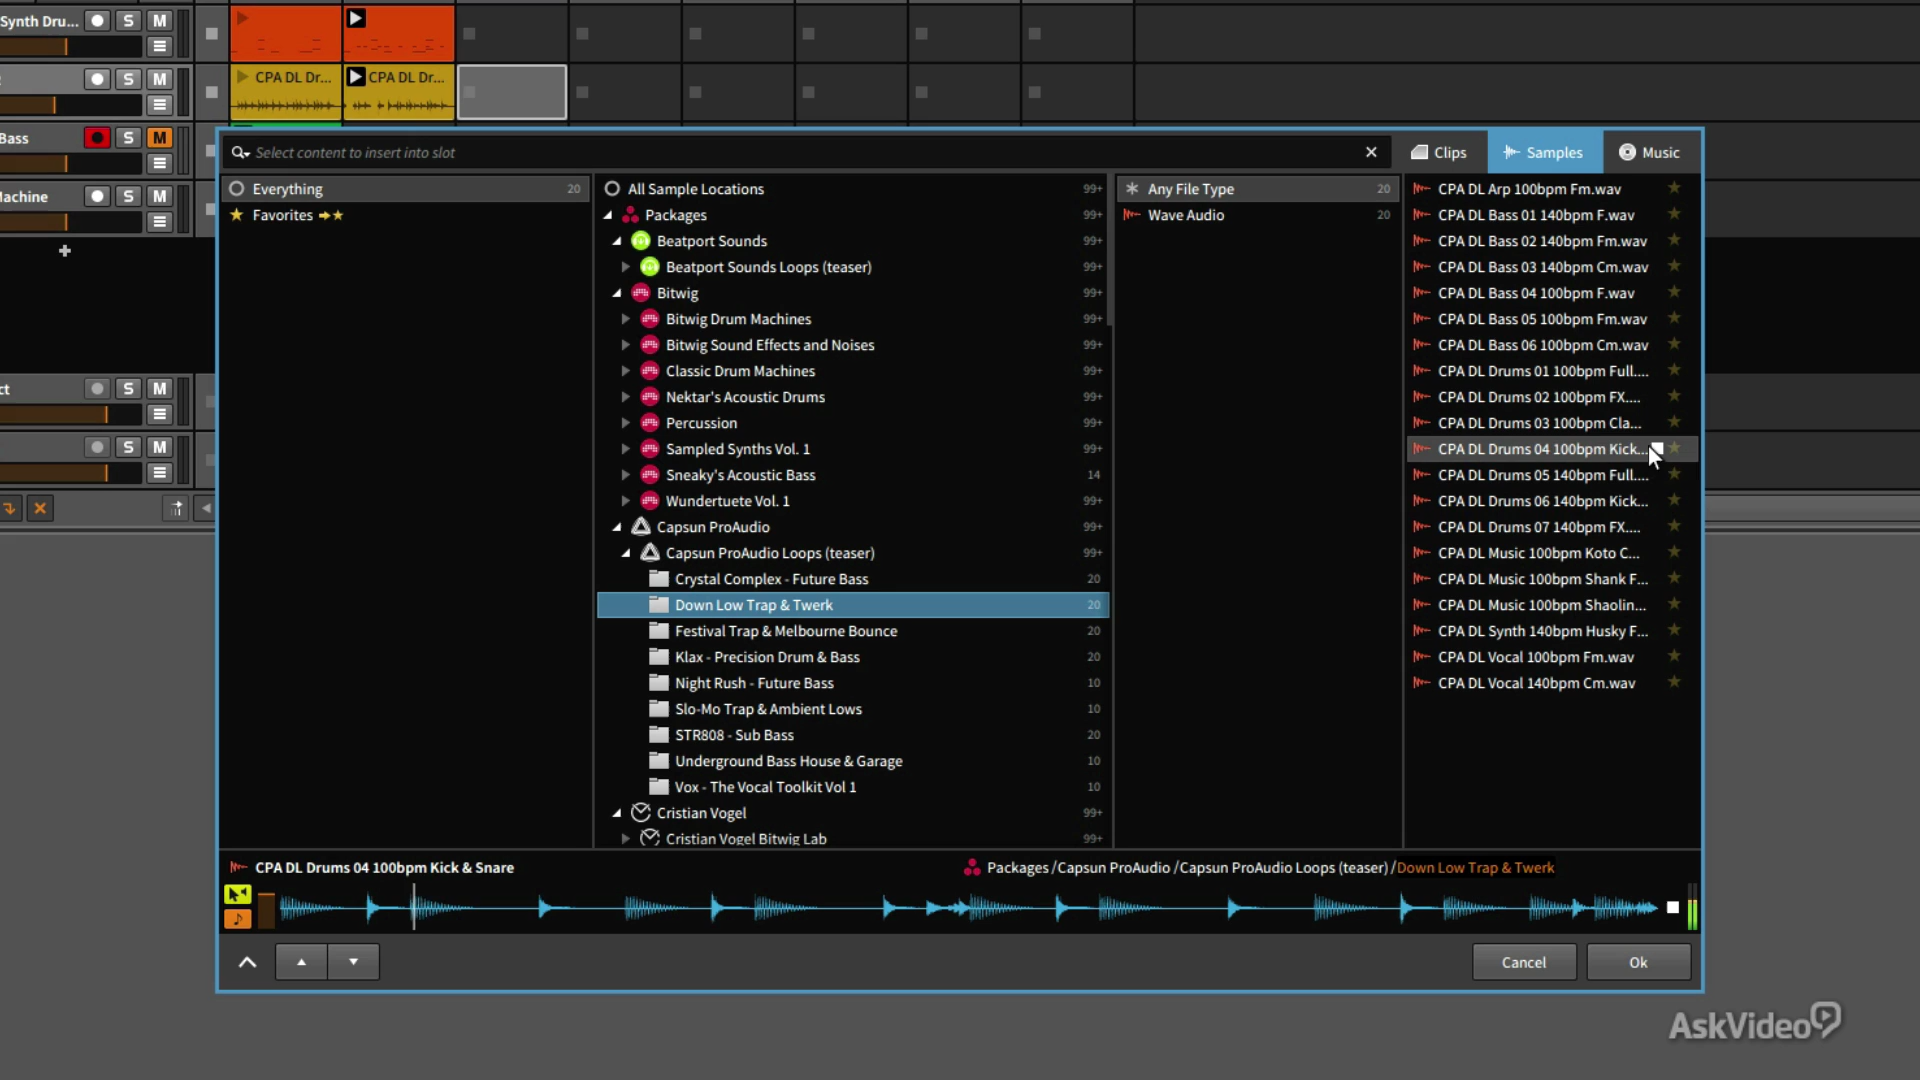 Synth Dru... S M
CPA DL Dr... CPA DL Dr...
S M
Bass S M
Machine S M
ct S M
S M
Select content to insert into slot
Clips Samples Music
Everything 20
Favorites
All Sample Locations 99+
Packages 99+
Beatport Sounds 99+
Beatport Sounds Loops (teaser) 99+
Bitwig 99+
Bitwig Drum Machines 99+
Bitwig Sound Effects and Noises 99+
Classic Drum Machines 99+
Nektar's Acoustic Drums 99+
Percussion 99+
Sampled Synths Vol. 1 99+
Sneaky's Acoustic Bass 14
Wundertuete Vol. 1 99+
Capsun ProAudio 99+
Capsun ProAudio Loops (teaser) 99+
Crystal Complex - Future Bass 20
Down Low Trap & Twerk 20
Festival Trap & Melbourne Bounce 20
Klax - Precision Drum & Bass 20
Night Rush - Future Bass 10
Slo-Mo Trap & Ambient Lows 10
STR808 - Sub Bass 20
Underground Bass House & Garage 10
Vox - The Vocal Toolkit Vol 1 10
Cristian Vogel 99+
Cristian Vogel Bitwig Lab 99+
Any File Type 20
Wave Audio 20
CPA DL Arp 100bpm Fm.wav
CPA DL Bass 01 140bpm F.wav
CPA DL Bass 02 140bpm Fm.wav
CPA DL Bass 03 140bpm Cm.wav
CPA DL Bass 04 100bpm F.wav
CPA DL Bass 05 100bpm Fm.wav
CPA DL Bass 06 100bpm Cm.wav
CPA DL Drums 01 100bpm Full....
CPA DL Drums 02 100bpm FX....
CPA DL Drums 03 100bpm Cla...
CPA DL Drums 04 100bpm Kick...
CPA DL Drums 05 140bpm Full....
CPA DL Drums 06 140bpm Kick...
CPA DL Drums 07 140bpm FX....
CPA DL Music 100bpm Koto C...
CPA DL Music 100bpm Shank F...
CPA DL Music 100bpm Shaolin...
CPA DL Synth 140bpm Husky F...
CPA DL Vocal 100bpm Fm.wav
CPA DL Vocal 140bpm Cm.wav
CPA DL Drums 04 100bpm Kick & Snare
Packages /Capsun ProAudio /Capsun ProAudio Loops (teaser) /Down Low Trap & Twerk
Cancel Ok
AskVideo